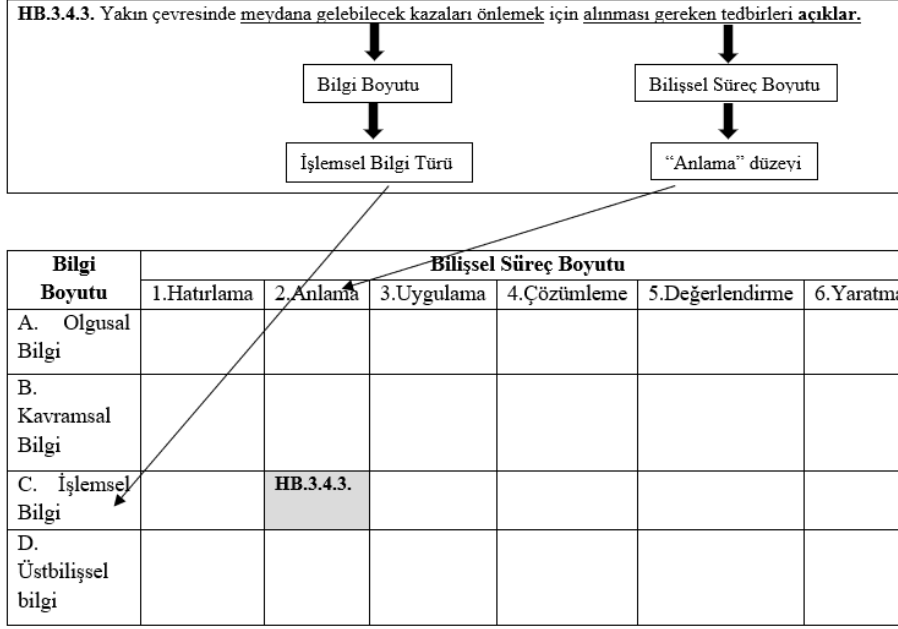 HB.3.4.3. Yakın çevresinde meydana gelebilecek kazaları önlemek için alınması gereken tedbirleri açıklar.
Bilgi Boyutu
Bilişsel Süreç Boyutu
İşlemsel Bilgi Türü
“Anlama” düzeyi
Bilgi Boyutu
Bilişsel Süreç Boyutu
1.Hatırlama 2.Anlama 3.Uygulama 4.Çözümleme 5.Değerlendirme 6.Yaratma
A. Olgusal
Bilgi
B.
Kavramsal
Bilgi
C. İşlemsel HB.3.4.3.
Bilgi
D.
Üstbilişsel
bilgi